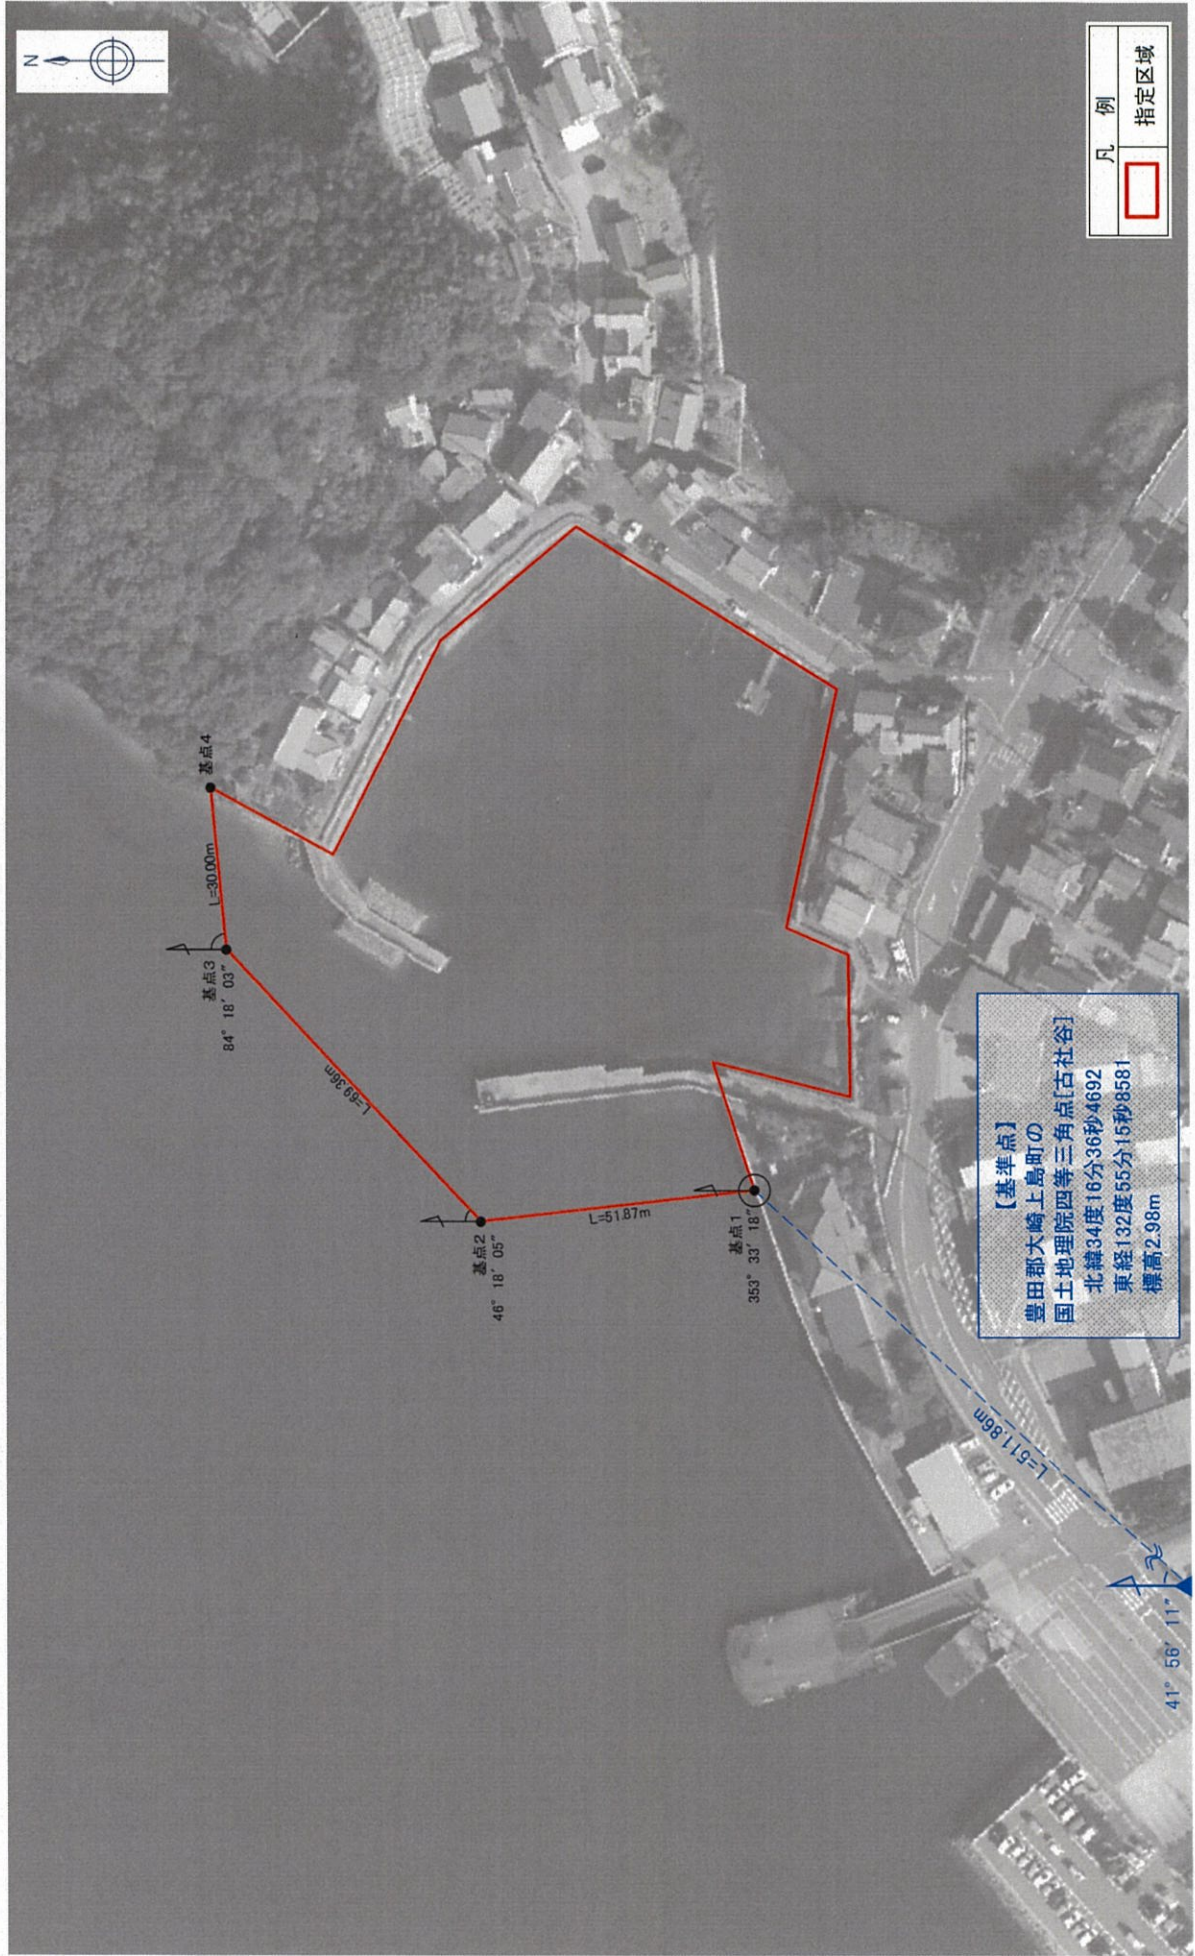 N
凡　例
指定区域
基点4
L=30.00m
基点3
84° 18′ 03″
L=69.36m
基点2
46° 18′ 05″
L=51.87m
基点1
353° 33′ 18″
L=511.86m
41° 56′ 11″
【基準点】
豊田郡大崎上島町の
国土地理院四等三角点[古社谷]
北緯34度16分36秒4692
東経132度55分15秒8581
標高2.98m